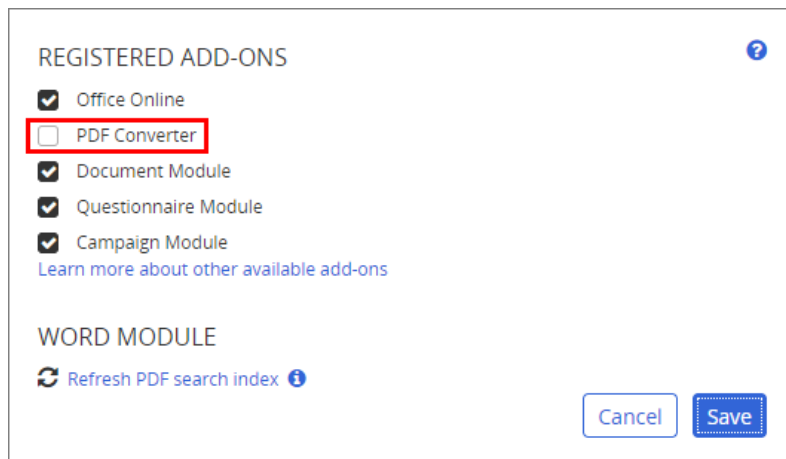 REGISTERED ADD-ONS
Office Online
PDF Converter
Document Module
Questionnaire Module
Campaign Module
Learn more about other available add-ons
WORD MODULE
Refresh PDF search index
Cancel
Save